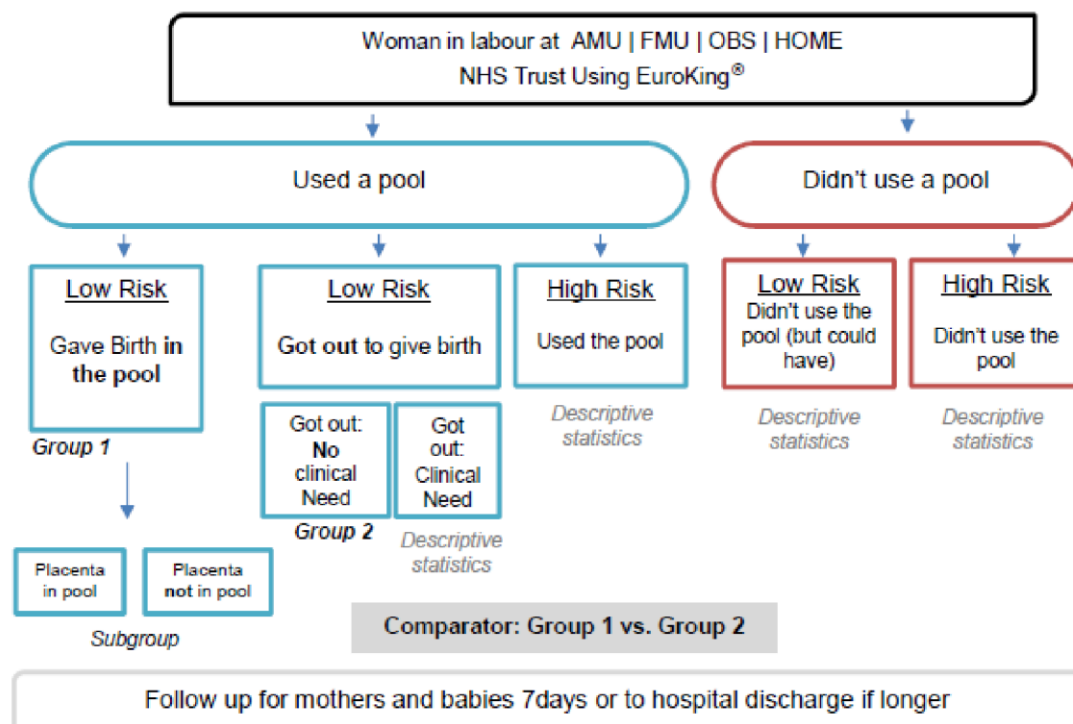 Woman in labour at AMU | FMU | OBS | HOME
NHS Trust Using EuroKing®
Used a pool
Didn't use a pool
Low Risk
Gave Birth in
the pool
Group 1
Low Risk
Got out to give birth
High Risk
Used the pool
Descriptive
statistics
Low Risk
Didn't use the
pool (but could
have)
Descriptive
statistics
High Risk
Didn't use the
pool
Descriptive
statistics
Got out:
No
clinical
Need
Group 2
Got
out:
Clinical
Need
Descriptive
statistics
Placenta
in pool
Placenta
not in pool
Subgroup
Comparator: Group 1 vs. Group 2
Follow up for mothers and babies 7days or to hospital discharge if longer